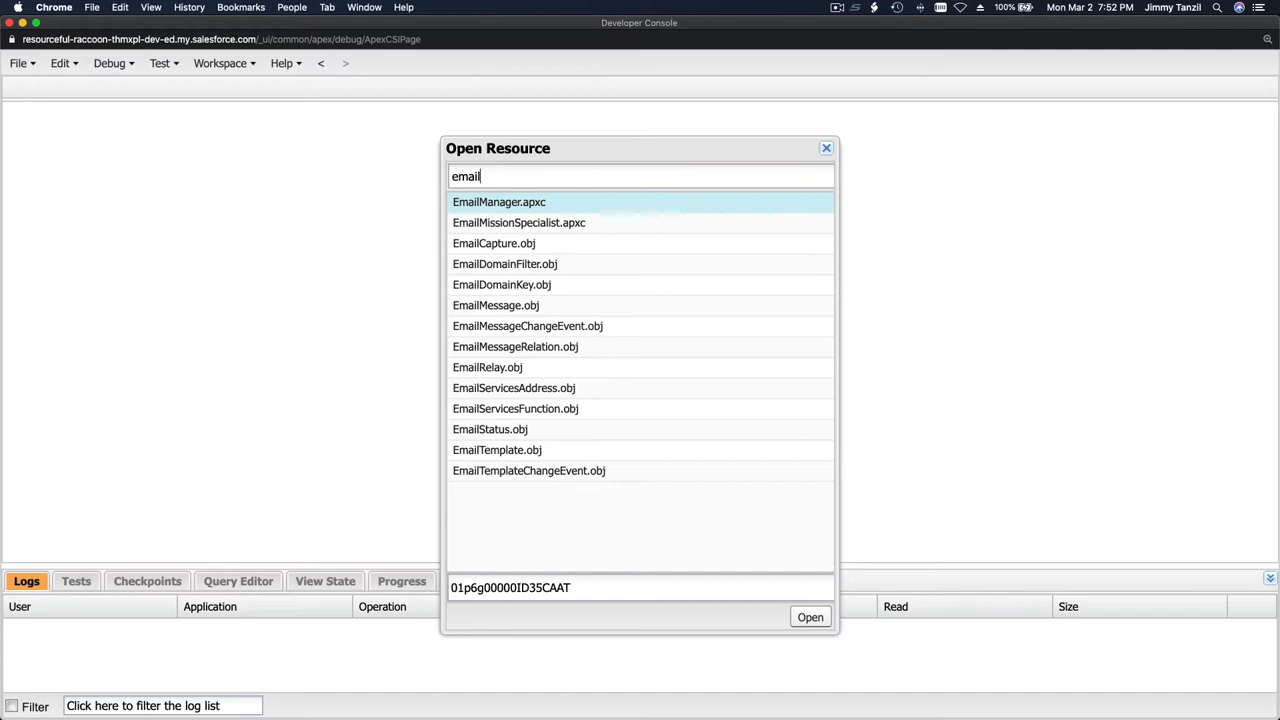 Chrome File Edit View History Bookmarks People Tab Window Help 100% Mon Mar 2 7:52 PM Jimmy Tanzil
Developer Console
resourceful-raccoon-thmxpl-dev-ed.my.salesforce.com/_ui/common/apex/debug/ApexCSIPage
File Edit Debug Test Workspace Help < >
Open Resource
email
EmailManager.apxc
EmailMissionSpecialist.apxc
EmailCapture.obj
EmailDomainFilter.obj
EmailDomainKey.obj
EmailMessage.obj
EmailMessageChangeEvent.obj
EmailMessageRelation.obj
EmailRelay.obj
EmailServicesAddress.obj
EmailServicesFunction.obj
EmailStatus.obj
EmailTemplate.obj
EmailTemplateChangeEvent.obj
01p6g00000ID35CAAT
Open
Logs Tests Checkpoints Query Editor View State Progress
User Application Operation Read Size
Filter Click here to filter the log list